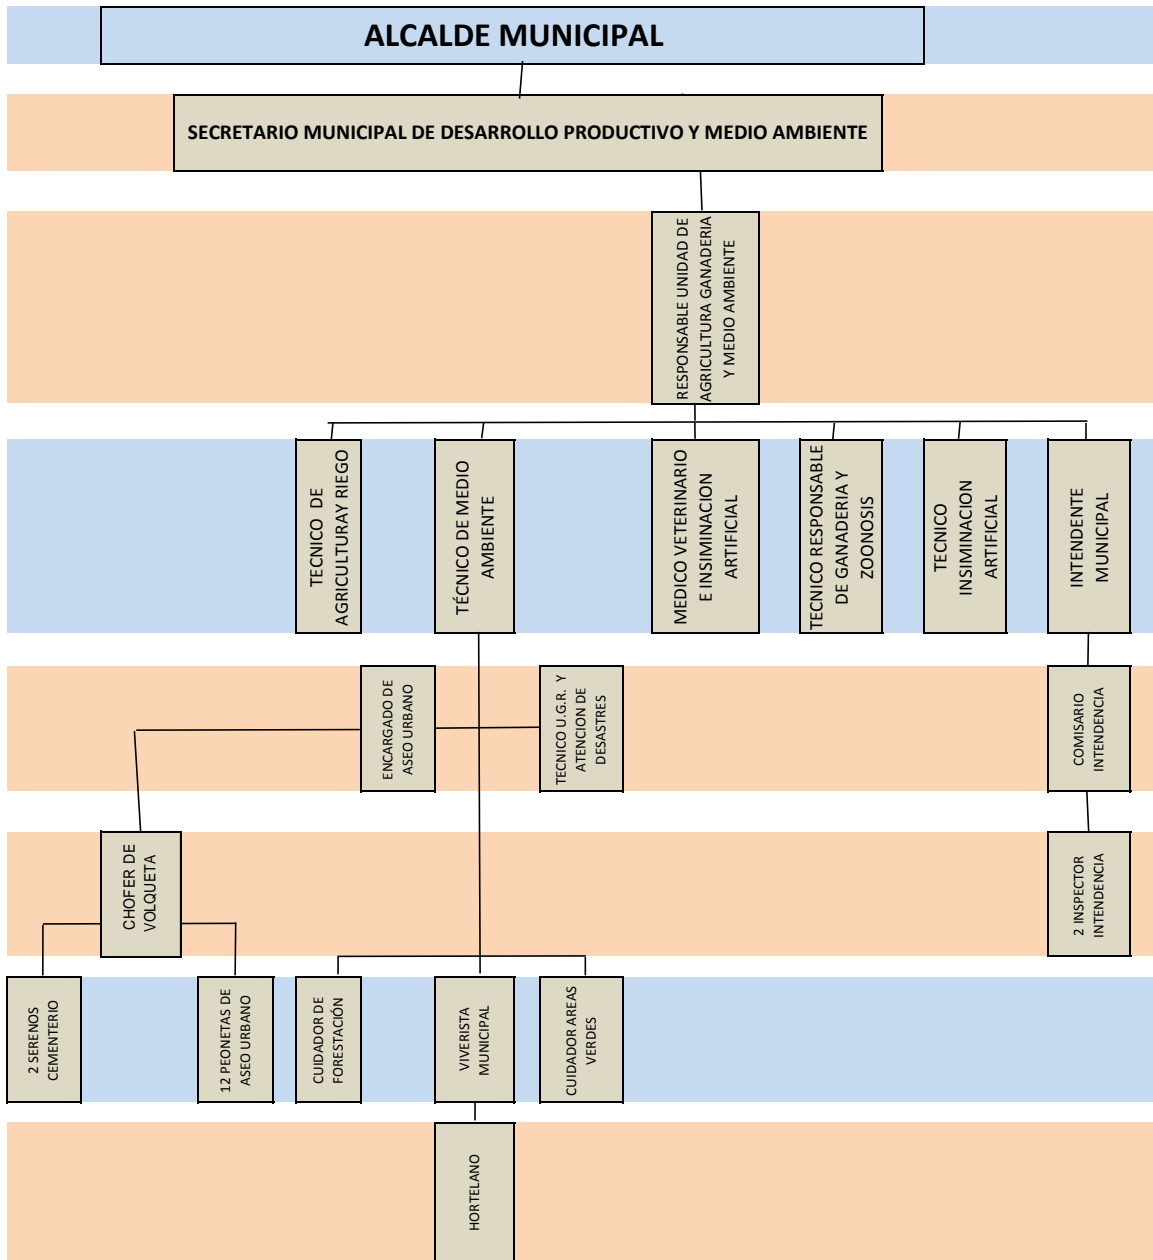 ALCALDE MUNICIPAL
SECRETARIO MUNICIPAL DE DESARROLLO PRODUCTIVO Y MEDIO AMBIENTE
RESPONSABLE UNIDAD DE
AGRICULTURA GANADERIA
Y MEDIO AMBIENTE
TECNICO DE
AGRICULTURAY RIEGO
TÉCNICO DE MEDIO
AMBIENTE
MEDICO VETERINARIO
E INSIMINACION
ARTIFICIAL
TECNICO RESPONSABLE
DE GANADERIA Y
ZOONOSIS
TECNICO
INSIMINACION
ARTIFICIAL
INTENDENTE
MUNICIPAL
ENCARGADO DE
ASEO URBANO
TECNICO U.G.R. Y
ATENCION DE
DESASTRES
COMISARIO
INTENDENCIA
CHOFER DE
VOLQUETA
2 INSPECTOR
INTENDENCIA
2 SERENOS
CEMENTERIO
12 PEONETAS DE
ASEO URBANO
CUIDADOR DE
FORESTACIÓN
VIVERISTA
MUNICIPAL
CUIDADOR AREAS
VERDES
HORTELANO